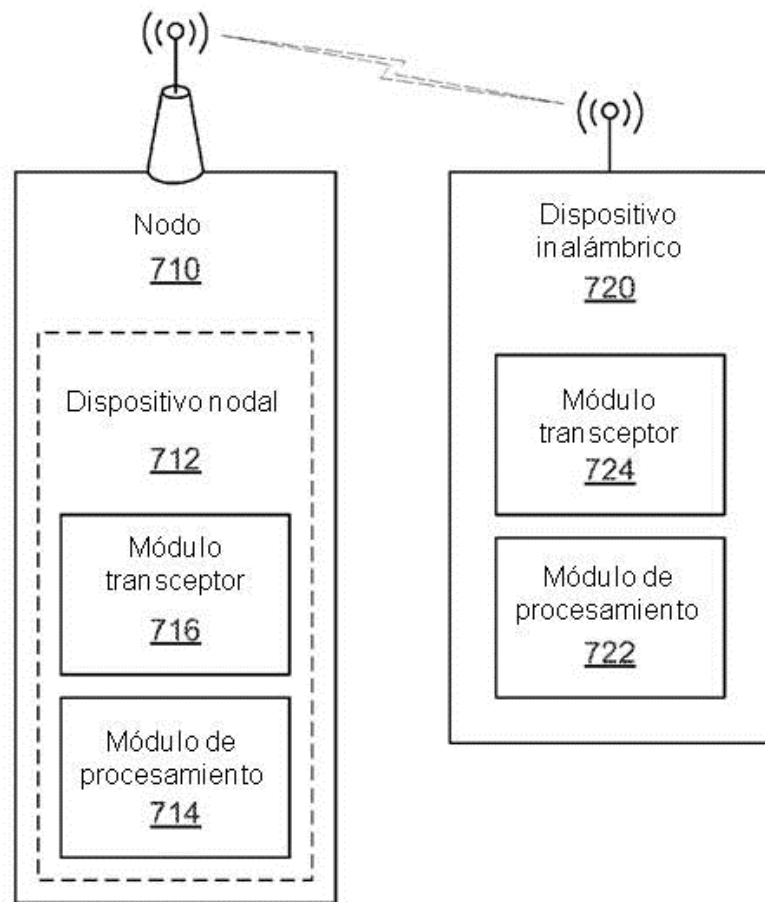 Nodo
710
Dispositivo nodal
712
Módulo
transceptor
716
Módulo de
procesamiento
714
Dispositivo
inalámbrico
720
Módulo
transceptor
724
Módulo de
procesamiento
722